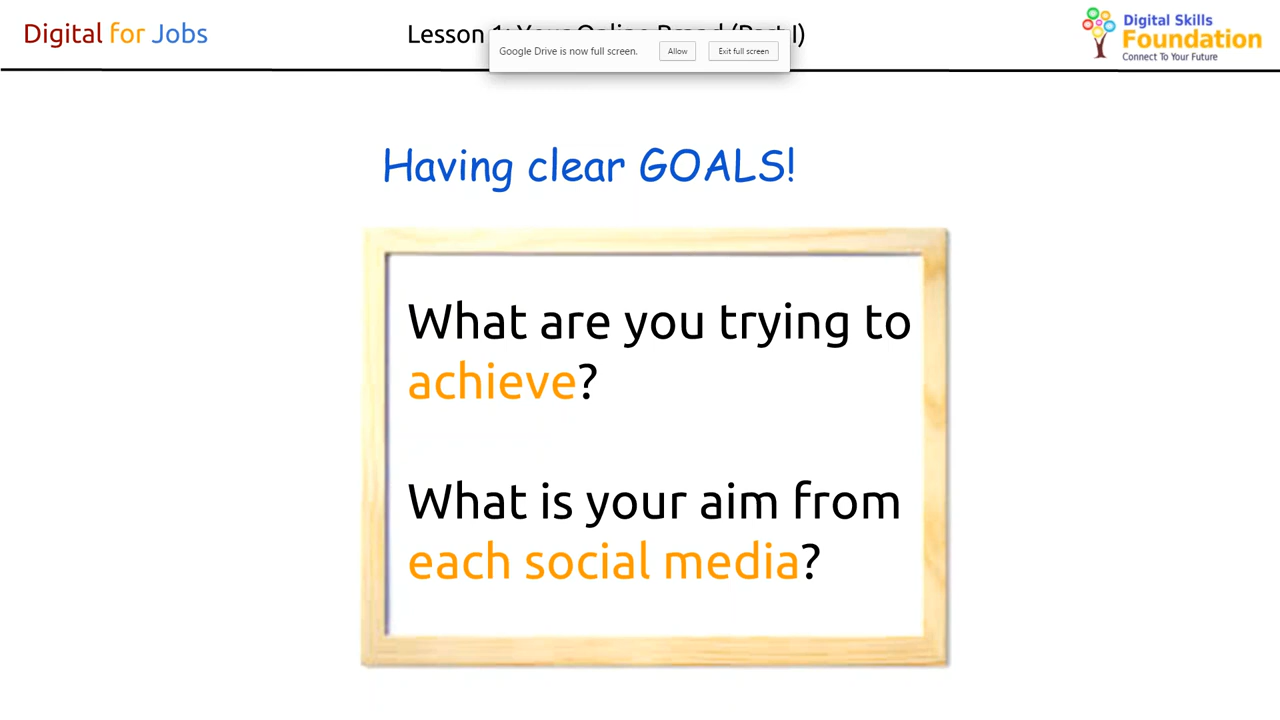 Digital for Jobs
Lesson 1: Your Online Brand (Part I)
Google Drive is now full screen. Allow Exit full screen
Digital Skills
Foundation
Connect To Your Future
Having clear GOALS!
What are you trying to
achieve?
What is your aim from
each social media?